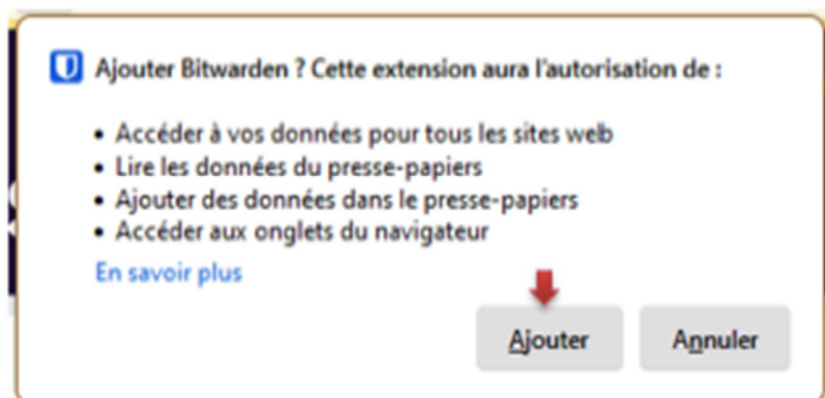 Ajouter Bitwarden ? Cette extension aura l'autorisation de :
• Accéder à vos données pour tous les sites web
• Lire les données du presse-papiers
• Ajouter des données dans le presse-papiers
• Accéder aux onglets du navigateur
En savoir plus
Ajouter Annuler